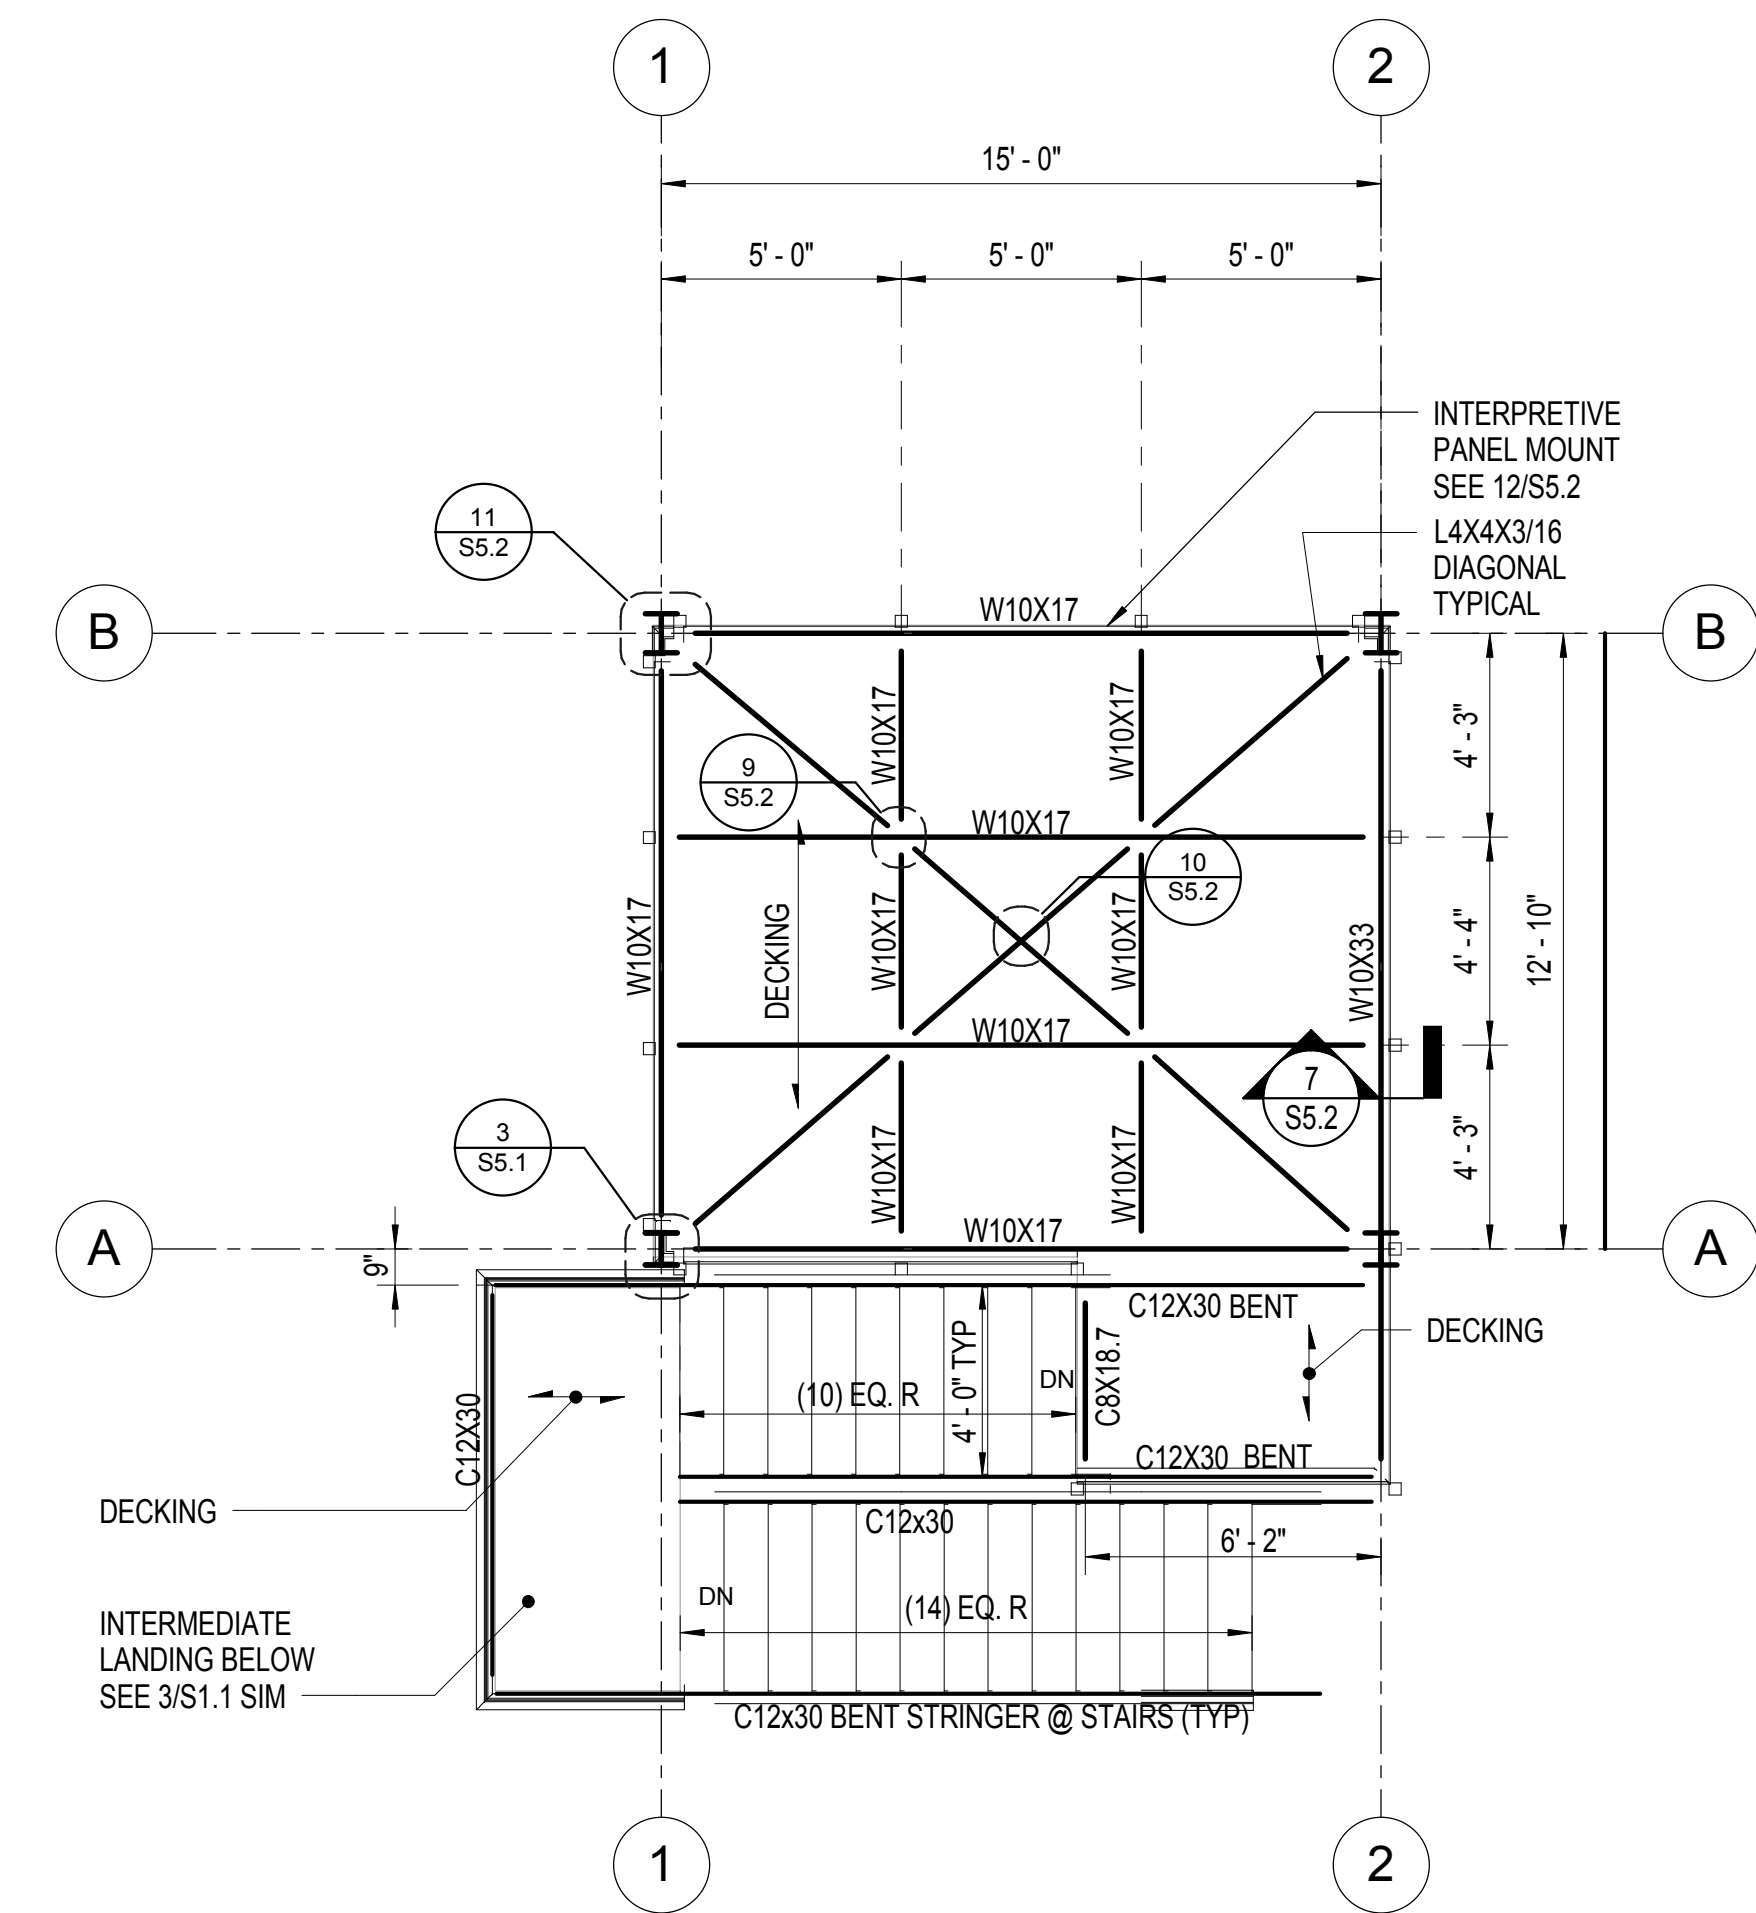 1
2
15' - 0"
5' - 0"
5' - 0"
5' - 0"
INTERPRETIVE
PANEL MOUNT
SEE 12/S5.2
L4X4X3/16
DIAGONAL
TYPICAL
11
S5.2
B
W10X17
B
W10X17
W10X17
4' - 3"
9
S5.2
W10X17
10
S5.2
DECKING
W10X17
W10X17
W10X17
W10X33
4' - 4"
12' - 10"
W10X17
7
S5.2
3
S5.1
W10X17
W10X17
4' - 3"
A
W10X17
A
9"
C12X30 BENT
DECKING
4' - 0" TYP
DN
C8X18.7
(10) EQ. R
C12X30
C12X30 BENT
DECKING
C12x30
6' - 2"
DN
(14) EQ. R
INTERMEDIATE
LANDING BELOW
SEE 3/S1.1 SIM
C12x30 BENT STRINGER @ STAIRS (TYP)
1
2